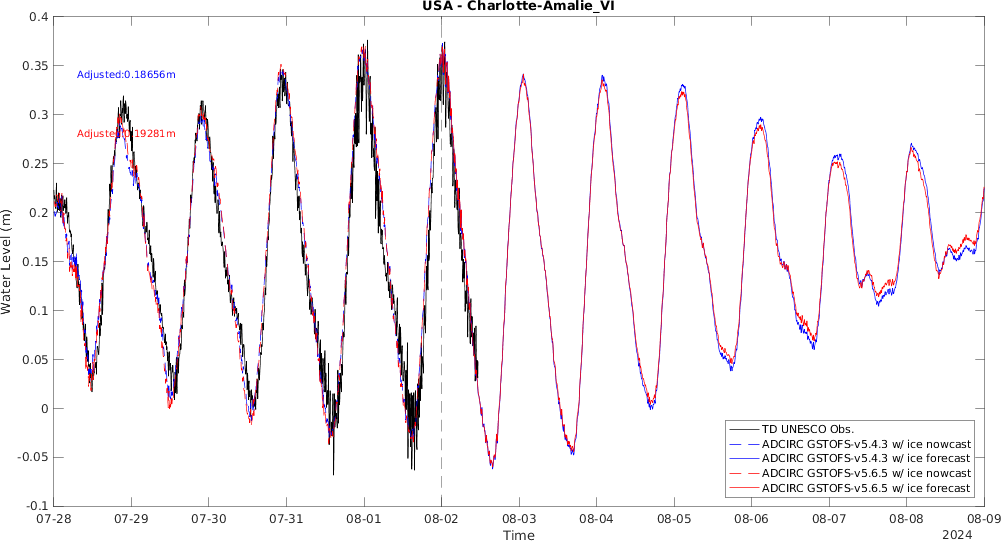 USA - Charlotte-Amalie_VI
0.4
0.35
0.3
0.25
0.2
0.15
0.1
0.05
0
-0.05
-0.1
Water Level (m)
Adjusted:0.18656m
Adjusted:0.19281m
TD UNESCO Obs.
ADCIRC GSTOFS-v5.4.3 w/ ice nowcast
ADCIRC GSTOFS-v5.4.3 w/ ice forecast
ADCIRC GSTOFS-v5.6.5 w/ ice nowcast
ADCIRC GSTOFS-v5.6.5 w/ ice forecast
07-28 07-29 07-30 07-31 08-01 08-02 08-03 08-04 08-05 08-06 08-07 08-08 08-09
Time
2024